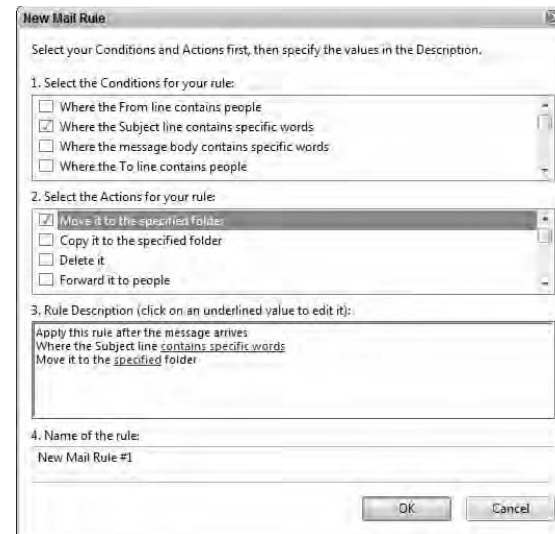 New Mail Rule
Select your Conditions and Actions first, then specify the values in the Description.
1. Select the Conditions for your rule:
Where the From line contains people
Where the Subject line contains specific words
Where the message body contains specific words
Where the To line contains people
2. Select the Actions for your rule:
Move it to the specified folder
Copy it to the specified folder
Delete it
Forward it to people
3. Rule Description (click on an underlined value to edit it):
Apply this rule after the message arrives
Where the Subject line contains specific words
Move it to the specified folder
4. Name of the rule:
New Mail Rule #1
OK Cancel